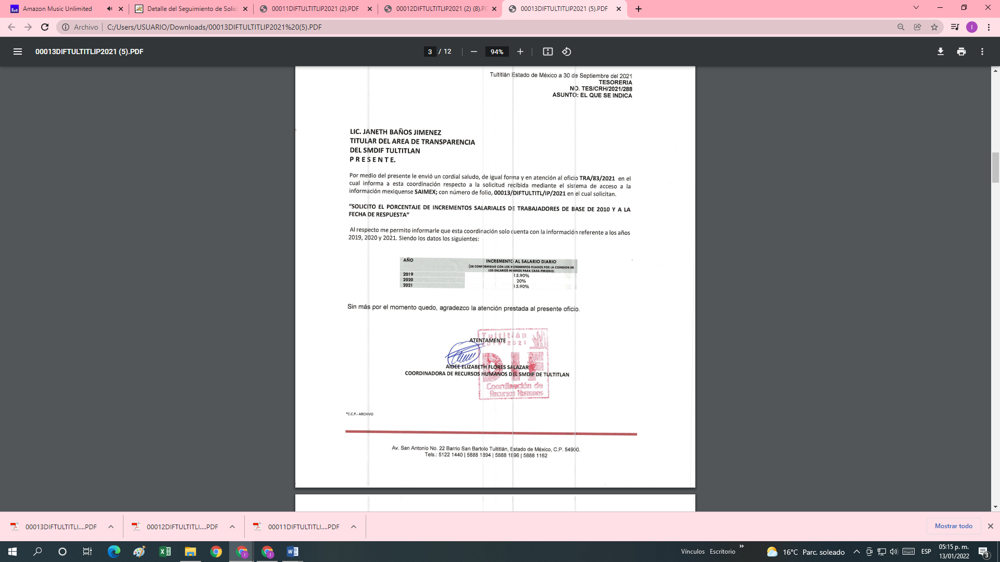 Amazon Music Unlimited
Detalle del Seguimiento de Solici
00011DIFTULTITLIP2021 (2).PDF
00012DIFTULTITLIP2021 (2) (8).PD
00013DIFTULTITLIP2021 (5).PDF
Archivo
C:/Users/USUARIO/Downloads/00013DIFTULTITLIP2021%20(5).PDF
I
00013DIFTULTITLIP2021 (5).PDF
3 / 12
94%
Tultitlán Estado de México a 30 de Septiembre del 2021
TESORERIA
NO. TES/CRH/2021/288
ASUNTO: EL QUE SE INDICA
LIC. JANETH BAÑOS JIMENEZ
TITULAR DEL AREA DE TRANSPARENCIA
DEL SMDIF TULTITLAN
P R E S E N T E.
Por medio del presente le envió un cordial saludo, de igual forma y en atención al oficio TRA/83/2021 en el
cual informa a esta coordinación respecto a la solicitud recibida mediante el sistema de acceso a la
información mexiquense SAIMEX; con número de folio, 00013/DIFTULTITL/IP/2021 en el cual solicitan.
"SOLICITO EL PORCENTAJE DE INCREMENTOS SALARIALES DE TRABAJADORES DE BASE DE 2010 Y A LA
FECHA DE RESPUESTA"
Al respecto me permito informarle que esta coordinación solo cuenta con la información referente a los años
2019, 2020 y 2021. Siendo los datos los siguientes:
AÑO INCREMENTO AL SALARIO DIARIO
(DE CONFORMIDAD CON LOS INCREMENTOS FIJADOS POR LA COMISION DE
LOS SALARIOS MINIMOS PARA CADA PERIODO)
2019 15.90%
2020 20%
2021 15.90%
Sin más por el momento quedo, agradezco la atención prestada al presente oficio.
Tultitlán
2019-2021
ATENTAMENTE
DIF
AIDEE ELIZABETH FLORES SALAZAR
COORDINADORA DE RECURSOS HUMANOS DEL SMDIF DE TULTITLAN
Coordinación de
Recursos Humanos
*C.C.P.- ARCHIVO
Av. San Antonio No. 22 Barrio San Bartolo Tultitlán, Estado de México, C.P. 54900.
Tels.: 5122 1440 | 5888 1894 | 5888 1896 | 5888 1162
00013DIFTULTITLI....PDF
00012DIFTULTITLI....PDF
00011DIFTULTITLI....PDF
Mostrar todo
Vínculos Escritorio
16°C Parc. soleado
ESP
05:15 p. m.
13/01/2022
3